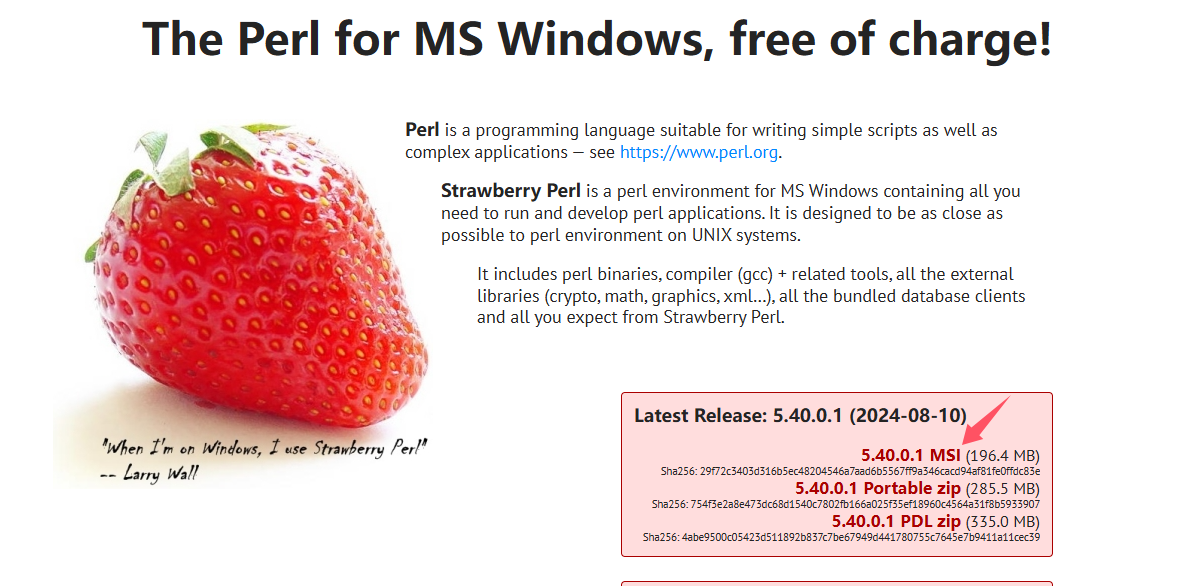 The Perl for MS Windows, free of charge!
Perl is a programming language suitable for writing simple scripts as well as
complex applications — see https://www.perl.org.
Strawberry Perl is a perl environment for MS Windows containing all you
need to run and develop perl applications. It is designed to be as close as
possible to perl environment on UNIX systems.
It includes perl binaries, compiler (gcc) + related tools, all the external
libraries (crypto, math, graphics, xml...), all the bundled database clients
and all you expect from Strawberry Perl.
"When I'm on Windows, I use Strawberry Perl"
-- Larry Wall
Latest Release: 5.40.0.1 (2024-08-10)
5.40.0.1 MSI (196.4 MB)
Sha256: 29f72c3403d316b5ec48204546a7aad6b5567ff9a346cacd94af81fe0ffdc83e
5.40.0.1 Portable zip (285.5 MB)
Sha256: 754f3e2a8e473dc68d1540c7802fb166a025f35ef18960c4564a31f8b5933907
5.40.0.1 PDL zip (335.0 MB)
Sha256: 4abe9500c05423d511892b837c7be67949d441780755c7645e7b9411a11cec39